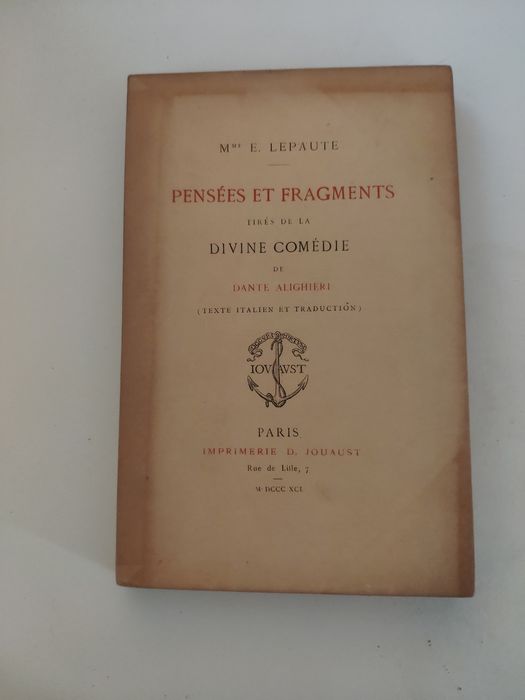 Mme E. LEPAUTE
PENSÉES ET FRAGMENTS
TIRÉS DE LA
DIVINE COMÉDIE
DE
DANTE ALIGHIERI
(TEXTE ITALIEN ET TRADUCTION)
IOVAVST
PARIS
IMPRIMERIE D. JOUAUST
Rue de Lille, 7
M DCCC XCI